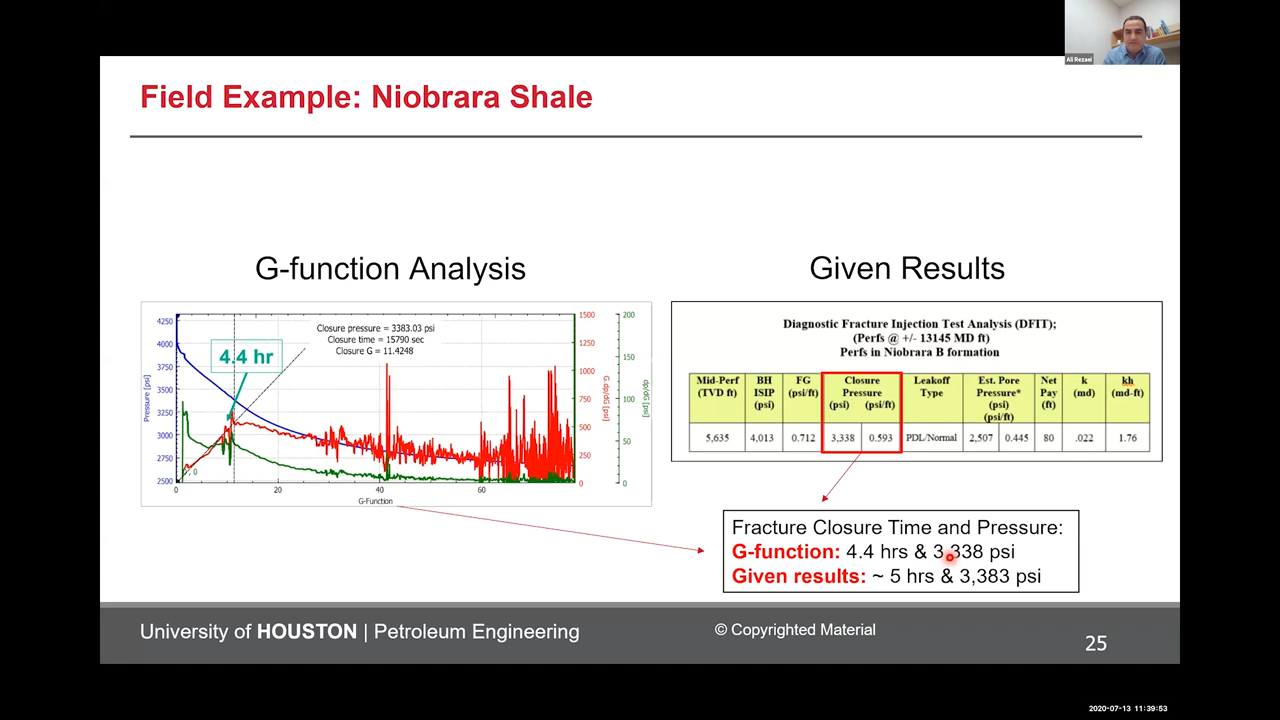 Ali Rezaei
Field Example: Niobrara Shale
G-function Analysis
Given Results
Closure pressure = 3383.03 psi
Closure time = 15790 sec
Closure G = 11.4248
4.4 hr
4250
4000
3750
3500
3250
3000
2750
2500
Pressure [psi]
0
20
40
60
G-Function
1500
1250
1000
750
500
250
0
G·dp/dG [psi]
200
150
100
50
0
dp/dG [psi]
Diagnostic Fracture Injection Test Analysis (DFIT);
(Perfs @ +/- 13145 MD ft)
Perfs in Niobrara B formation
Mid-Perf (TVD ft) BH ISIP (psi) FG (psi/ft) Closure Pressure (psi) (psi/ft) Leakoff Type Est. Pore Pressure* (psi) (psi/ft) Net Pay (ft) k (md) kh (md-ft)
5,635 4,013 0.712 3,338 0.593 PDL/Normal 2,507 0.445 80 .022 1.76
Fracture Closure Time and Pressure:
G-function: 4.4 hrs & 3,338 psi
Given results: ~ 5 hrs & 3,383 psi
University of HOUSTON | Petroleum Engineering
© Copyrighted Material
25
2020-07-13 11:39:53